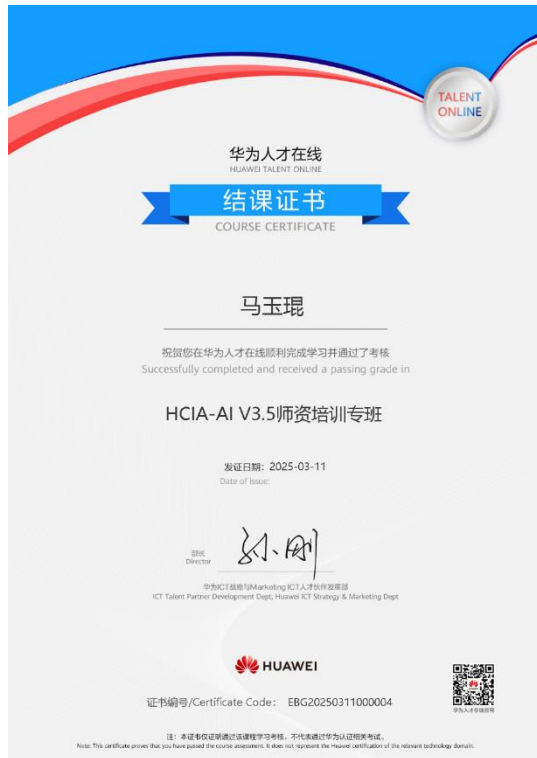 TALENT
ONLINE
华为人才在线
HUAWEI TALENT ONLINE
结课证书
COURSE CERTIFICATE
马玉琨
祝贺您在华为人才在线顺利完成学习并通过了考核
Successfully completed and received a passing grade in
HCIA-AI V3.5师资培训专班
发证日期：2025-03-11
Date of issue:
部长
Director
孙刚
华为ICT战略与Marketing ICT人才伙伴发展部
ICT Talent Partner Development Dept, Huawei ICT Strategy & Marketing Dept
HUAWEI
证书编号/Certificate Code： EBG20250311000004
华为人才在线官网
注：本证书仅证明通过该课程学习考核，不代表通过华为认证相关考试。
Note: This certificate proves that you have passed the course assessment. It does not represent the Huawei certification of the relevant technology domain.